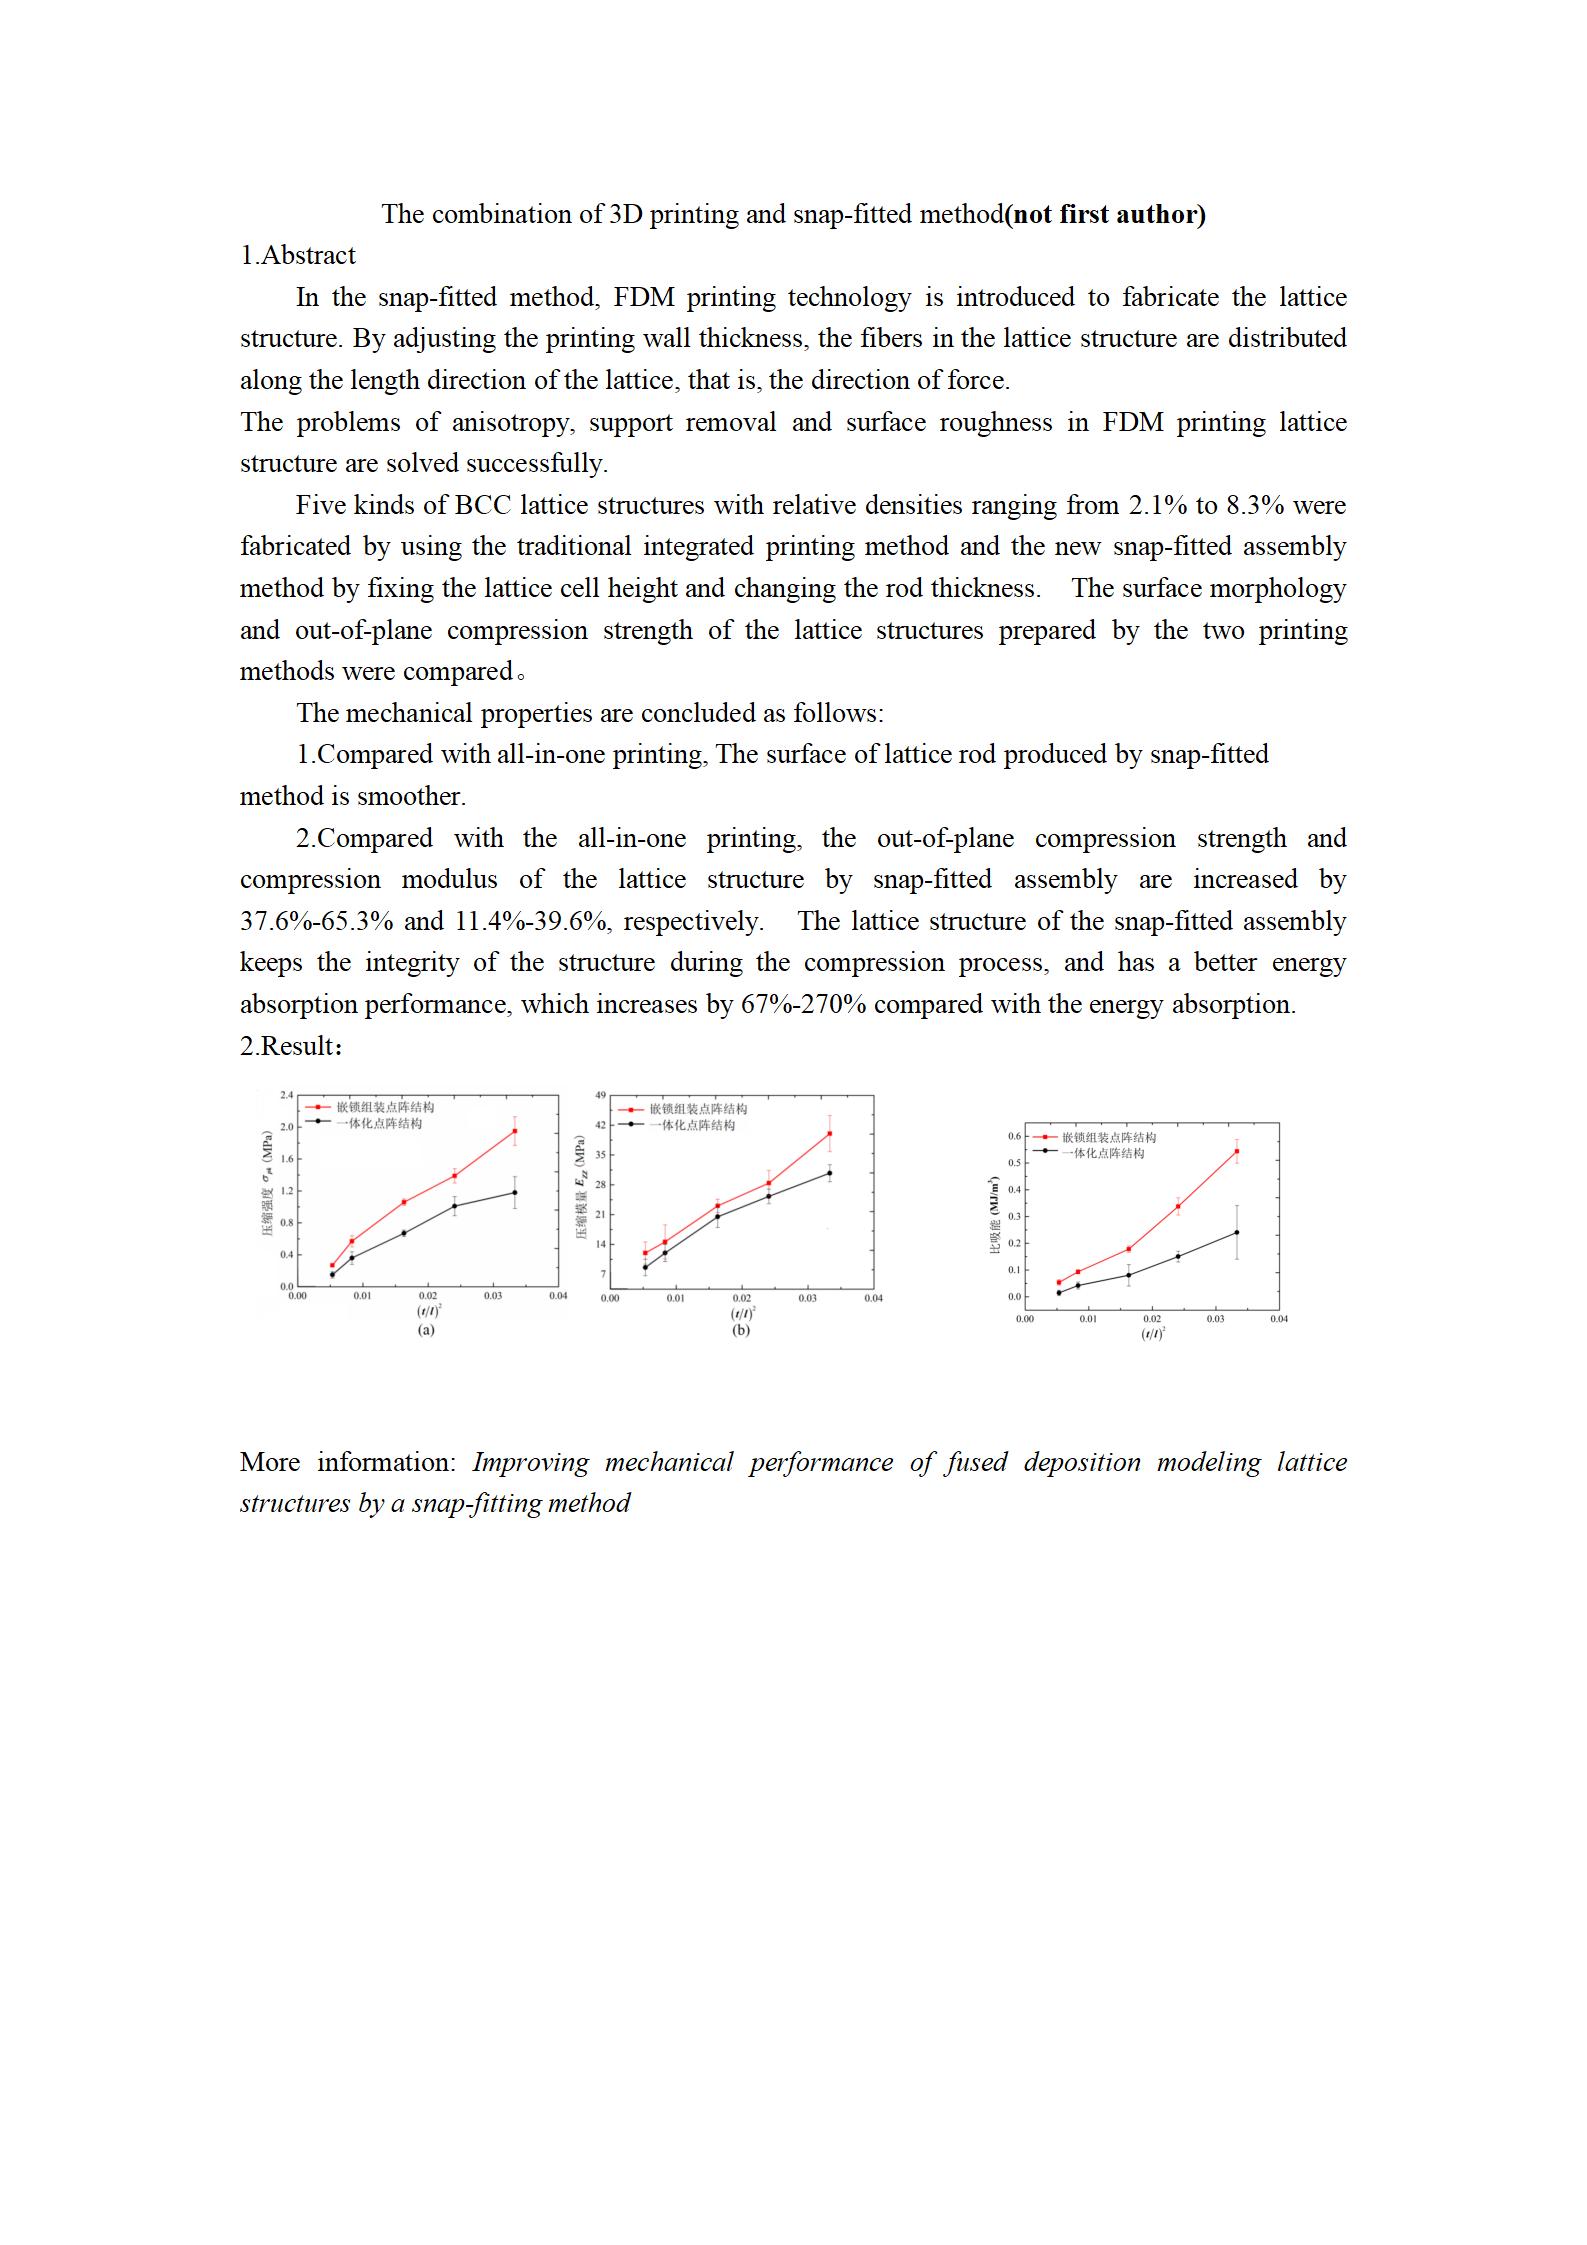 The combination of 3D printing and snap-fitted method(not first author)
1.Abstract
In the snap-fitted method, FDM printing technology is introduced to fabricate the lattice
structure. By adjusting the printing wall thickness, the fibers in the lattice structure are distributed
along the length direction of the lattice, that is, the direction of force.
The problems of anisotropy, support removal and surface roughness in FDM printing lattice
structure are solved successfully.
Five kinds of BCC lattice structures with relative densities ranging from 2.1% to 8.3% were
fabricated by using the traditional integrated printing method and the new snap-fitted assembly
method by fixing the lattice cell height and changing the rod thickness. The surface morphology
and out-of-plane compression strength of the lattice structures prepared by the two printing
methods were compared。
The mechanical properties are concluded as follows:
1.Compared with all-in-one printing, The surface of lattice rod produced by snap-fitted
method is smoother.
2.Compared with the all-in-one printing, the out-of-plane compression strength and
compression modulus of the lattice structure by snap-fitted assembly are increased by
37.6%-65.3% and 11.4%-39.6%, respectively. The lattice structure of the snap-fitted assembly
keeps the integrity of the structure during the compression process, and has a better energy
absorption performance, which increases by 67%-270% compared with the energy absorption.
2.Result：
压缩强度 σpk (MPa)
2.4
2.0
1.6
1.2
0.8
0.4
0.0
嵌锁组装点阵结构
一体化点阵结构
0.00 0.01 0.02 0.03 0.04
(t/l)²
(a)
压缩模量 EZZ (MPa)
49
42
35
28
21
14
7
嵌锁组装点阵结构
一体化点阵结构
0.00 0.01 0.02 0.03 0.04
(t/l)²
(b)
比吸能 (MJ/m³)
0.6
0.5
0.4
0.3
0.2
0.1
0.0
嵌锁组装点阵结构
一体化点阵结构
0.00 0.01 0.02 0.03 0.04
(t/l)²
More information: Improving mechanical performance of fused deposition modeling lattice
structures by a snap-fitting method